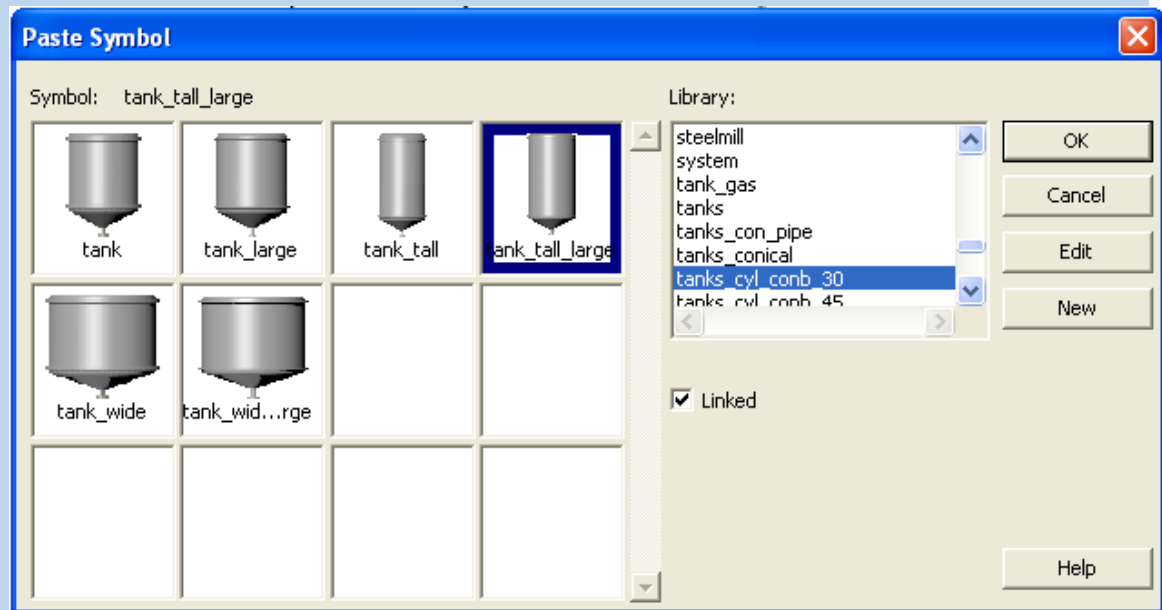 Paste Symbol
Symbol: tank_tall_large
Library:
tank
tank_large
tank_tall
tank_tall_large
tank_wide
tank_wid...rge
steelmill
system
tank_gas
tanks
tanks_con_pipe
tanks_conical
tanks_cyl_conb_30
tanks_cyl_conb_45
Linked
OK
Cancel
Edit
New
Help